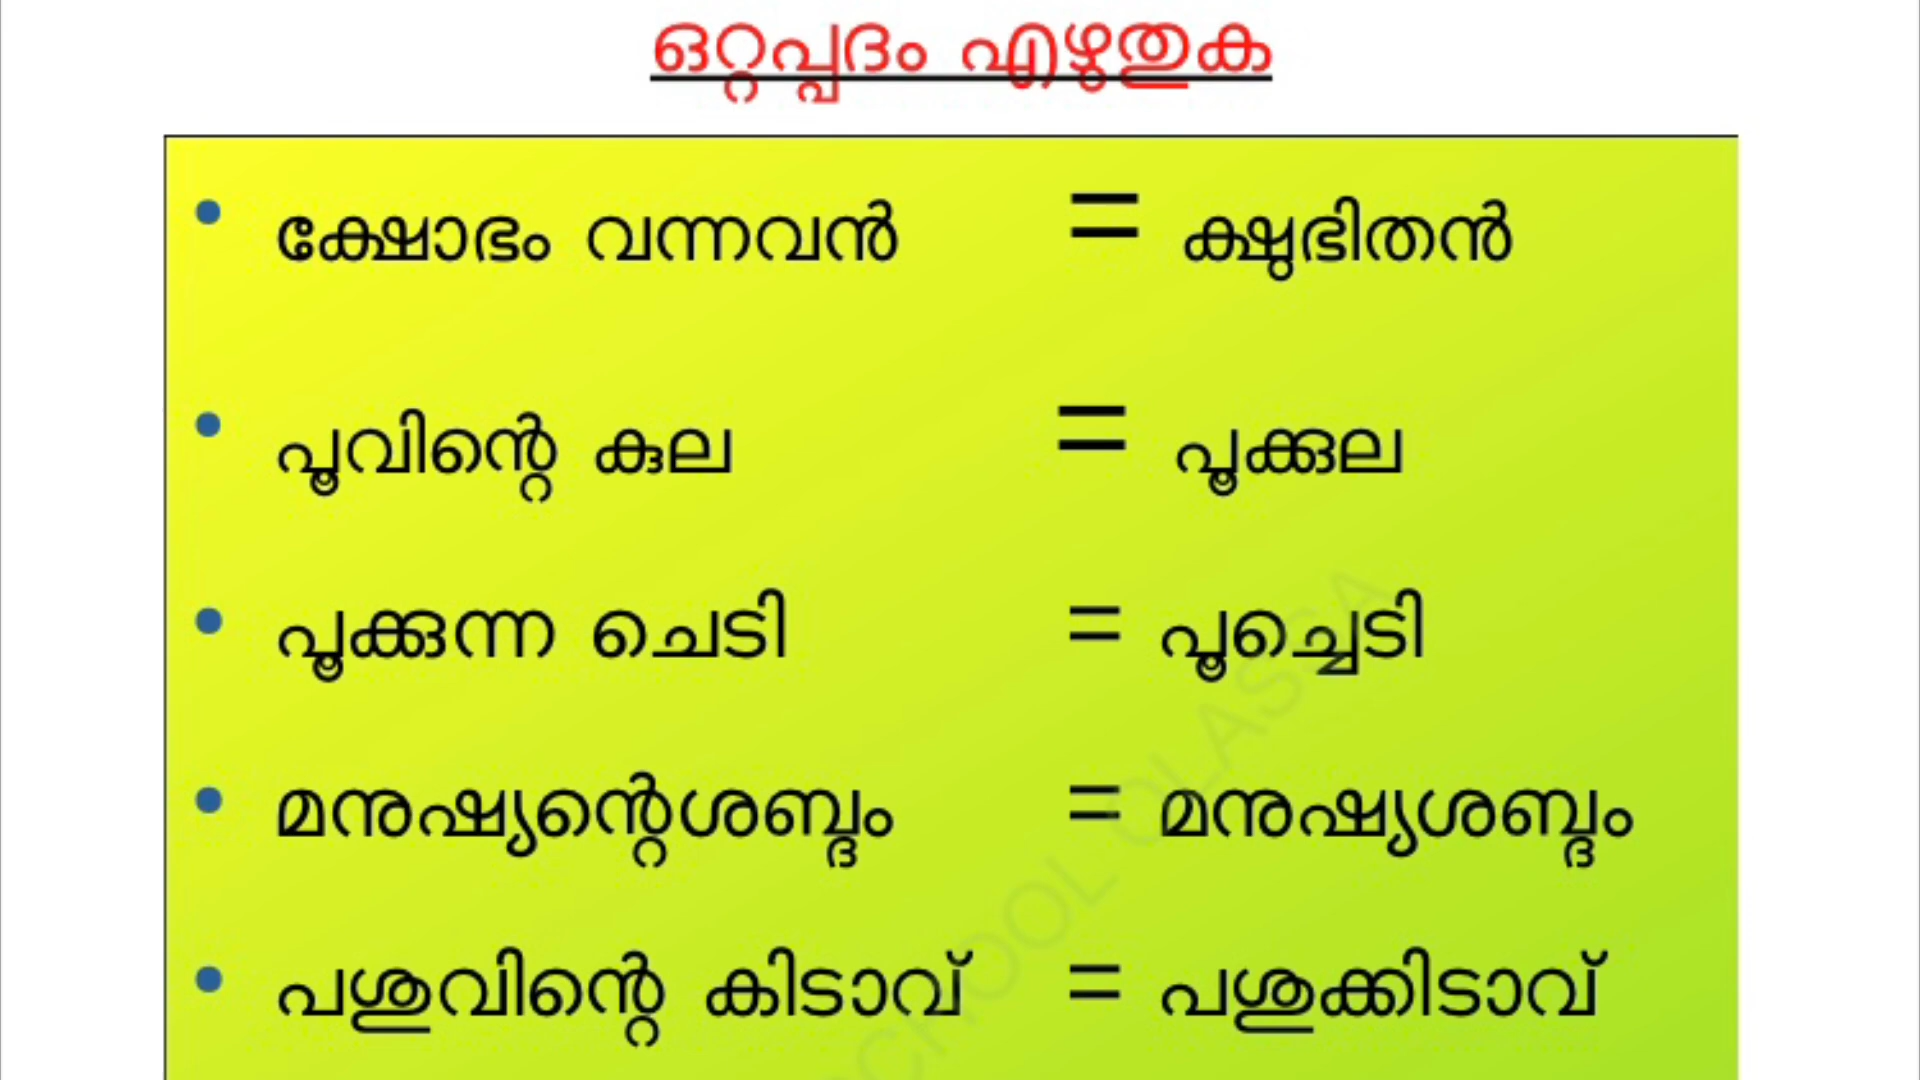 ഒറ്റപ്പദം എഴുതുക
• ക്ഷോഭം വന്നവൻ = ക്ഷുഭിതൻ
• പൂവിന്റെ കുല = പൂക്കുല
• പൂക്കുന്ന ചെടി = പൂച്ചെടി
• മനുഷ്യന്റെശബ്ദം = മനുഷ്യശബ്ദം
• പശുവിന്റെ കിടാവ് = പശുക്കിടാവ്